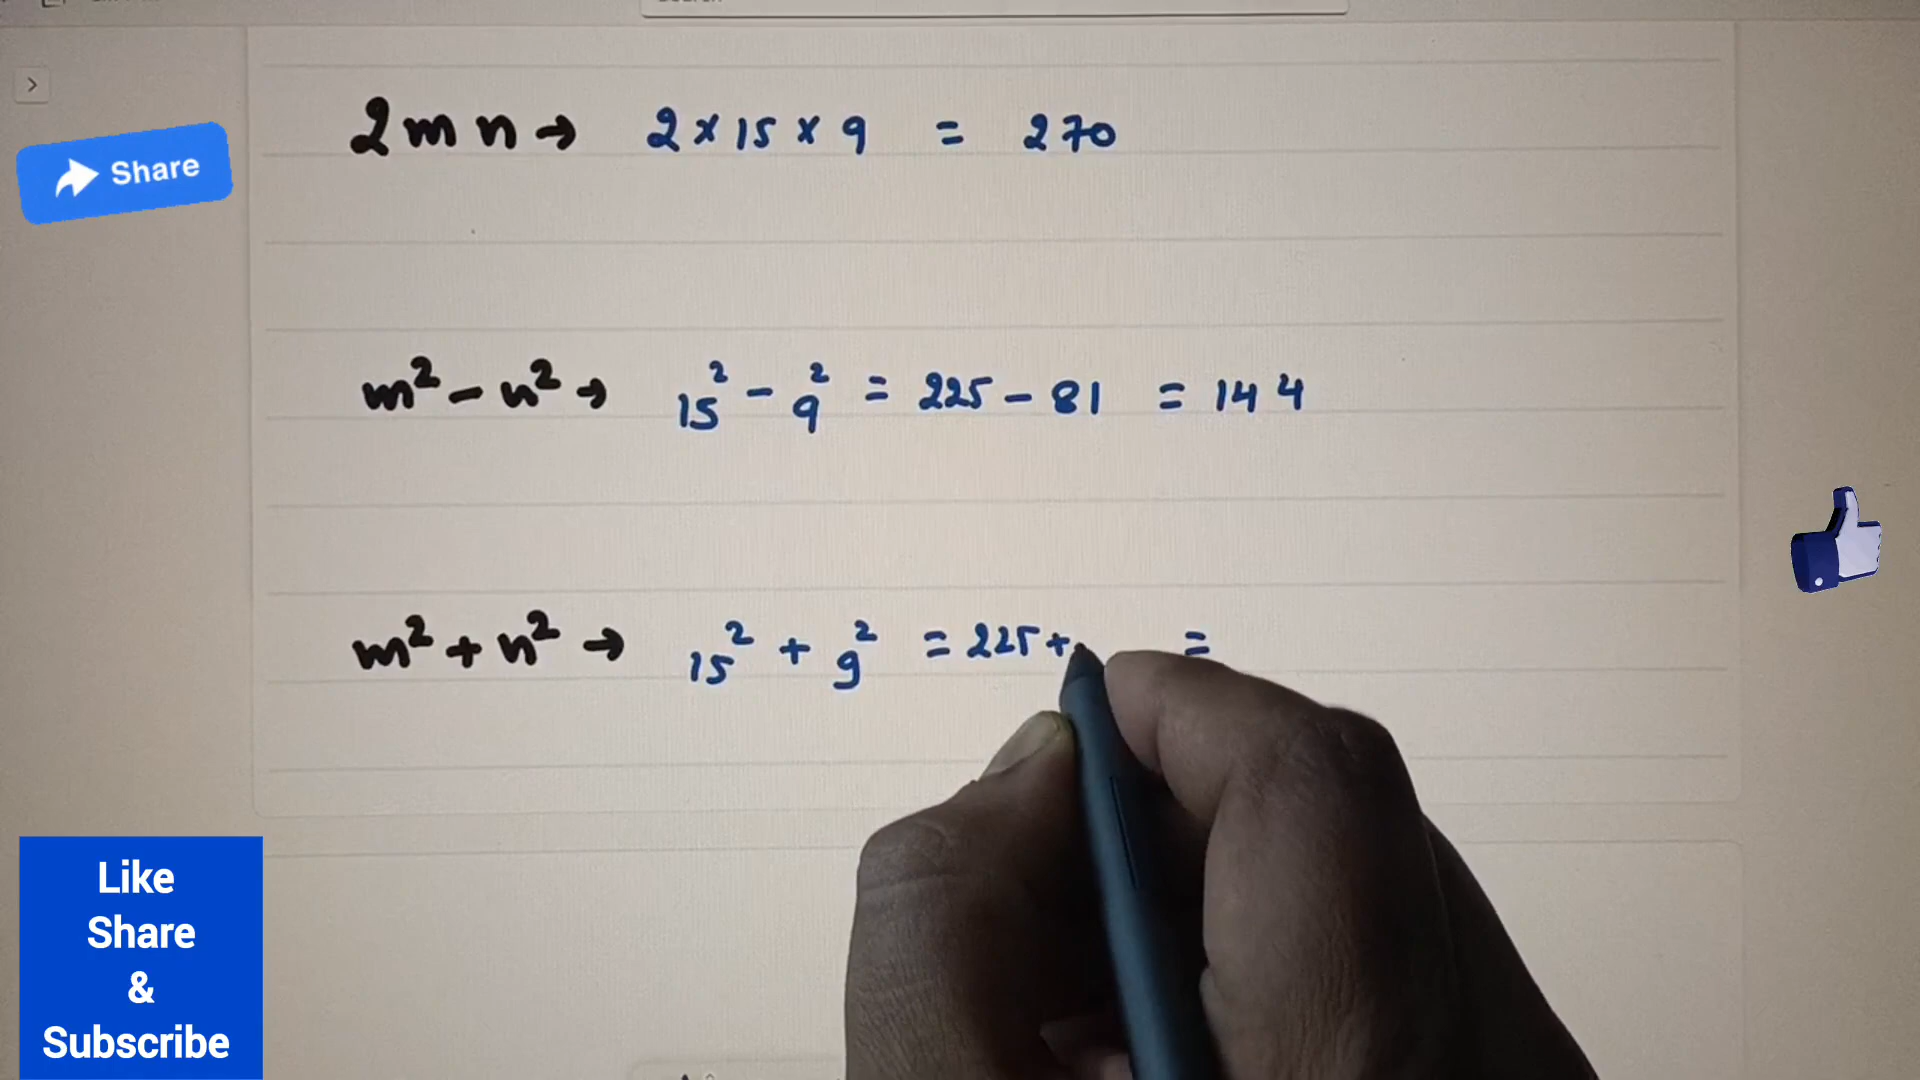 Share
2mn → 2 × 15 × 9 = 270
m² - n² → 15² - 9² = 225 - 81 = 144
m² + n² → 15² + 9² = 225 + =
Like
Share
&
Subscribe